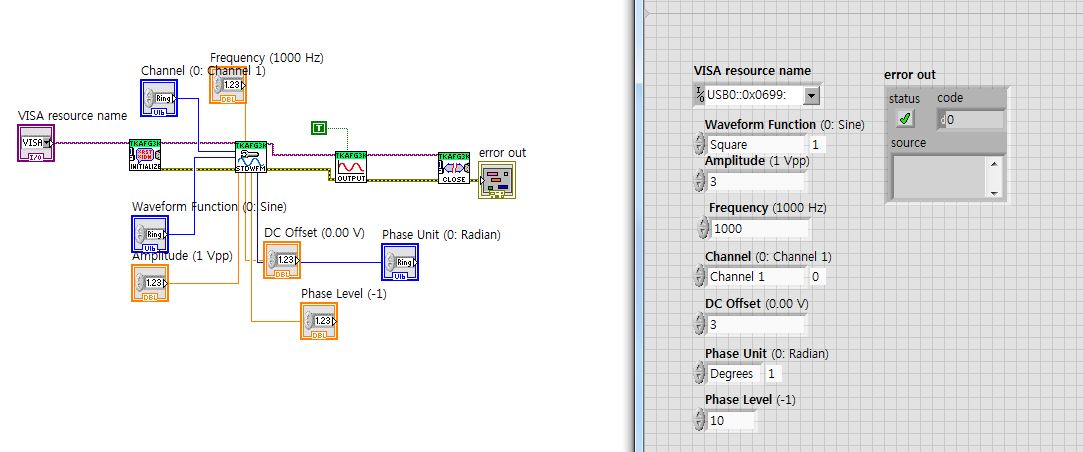 Frequency (1000 Hz)
Channel (0: Channel 1)
1.23
DBL
Ring
U16
VISA resource name
VISA
I/O
TKAFG3K
INITIALIZE
TKAFG3K
STDWFM
T
TKAFG3K
OUTPUT
TKAFG3K
CLOSE
error out
Waveform Function (0: Sine)
Ring
U16
DC Offset (0.00 V)
1.23
DBL
Phase Unit (0: Radian)
Ring
U16
Amplitude (1 Vpp)
1.23
DBL
Phase Level (-1)
1.23
DBL
VISA resource name
I/O
USB0::0x0699:
Waveform Function (0: Sine)
Square 1
Amplitude (1 Vpp)
3
Frequency (1000 Hz)
1000
Channel (0: Channel 1)
Channel 1 0
DC Offset (0.00 V)
3
Phase Unit (0: Radian)
Degrees 1
Phase Level (-1)
10
error out
status code
d0
source